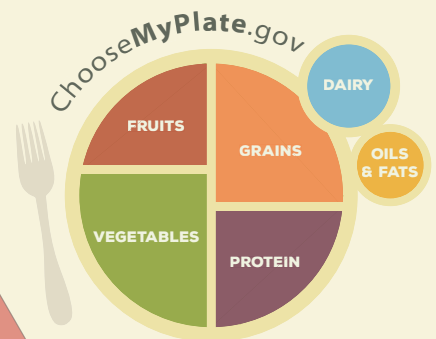 ChooseMyPlate.gov
DAIRY
FRUITS
GRAINS
OILS
& FATS
VEGETABLES
PROTEIN